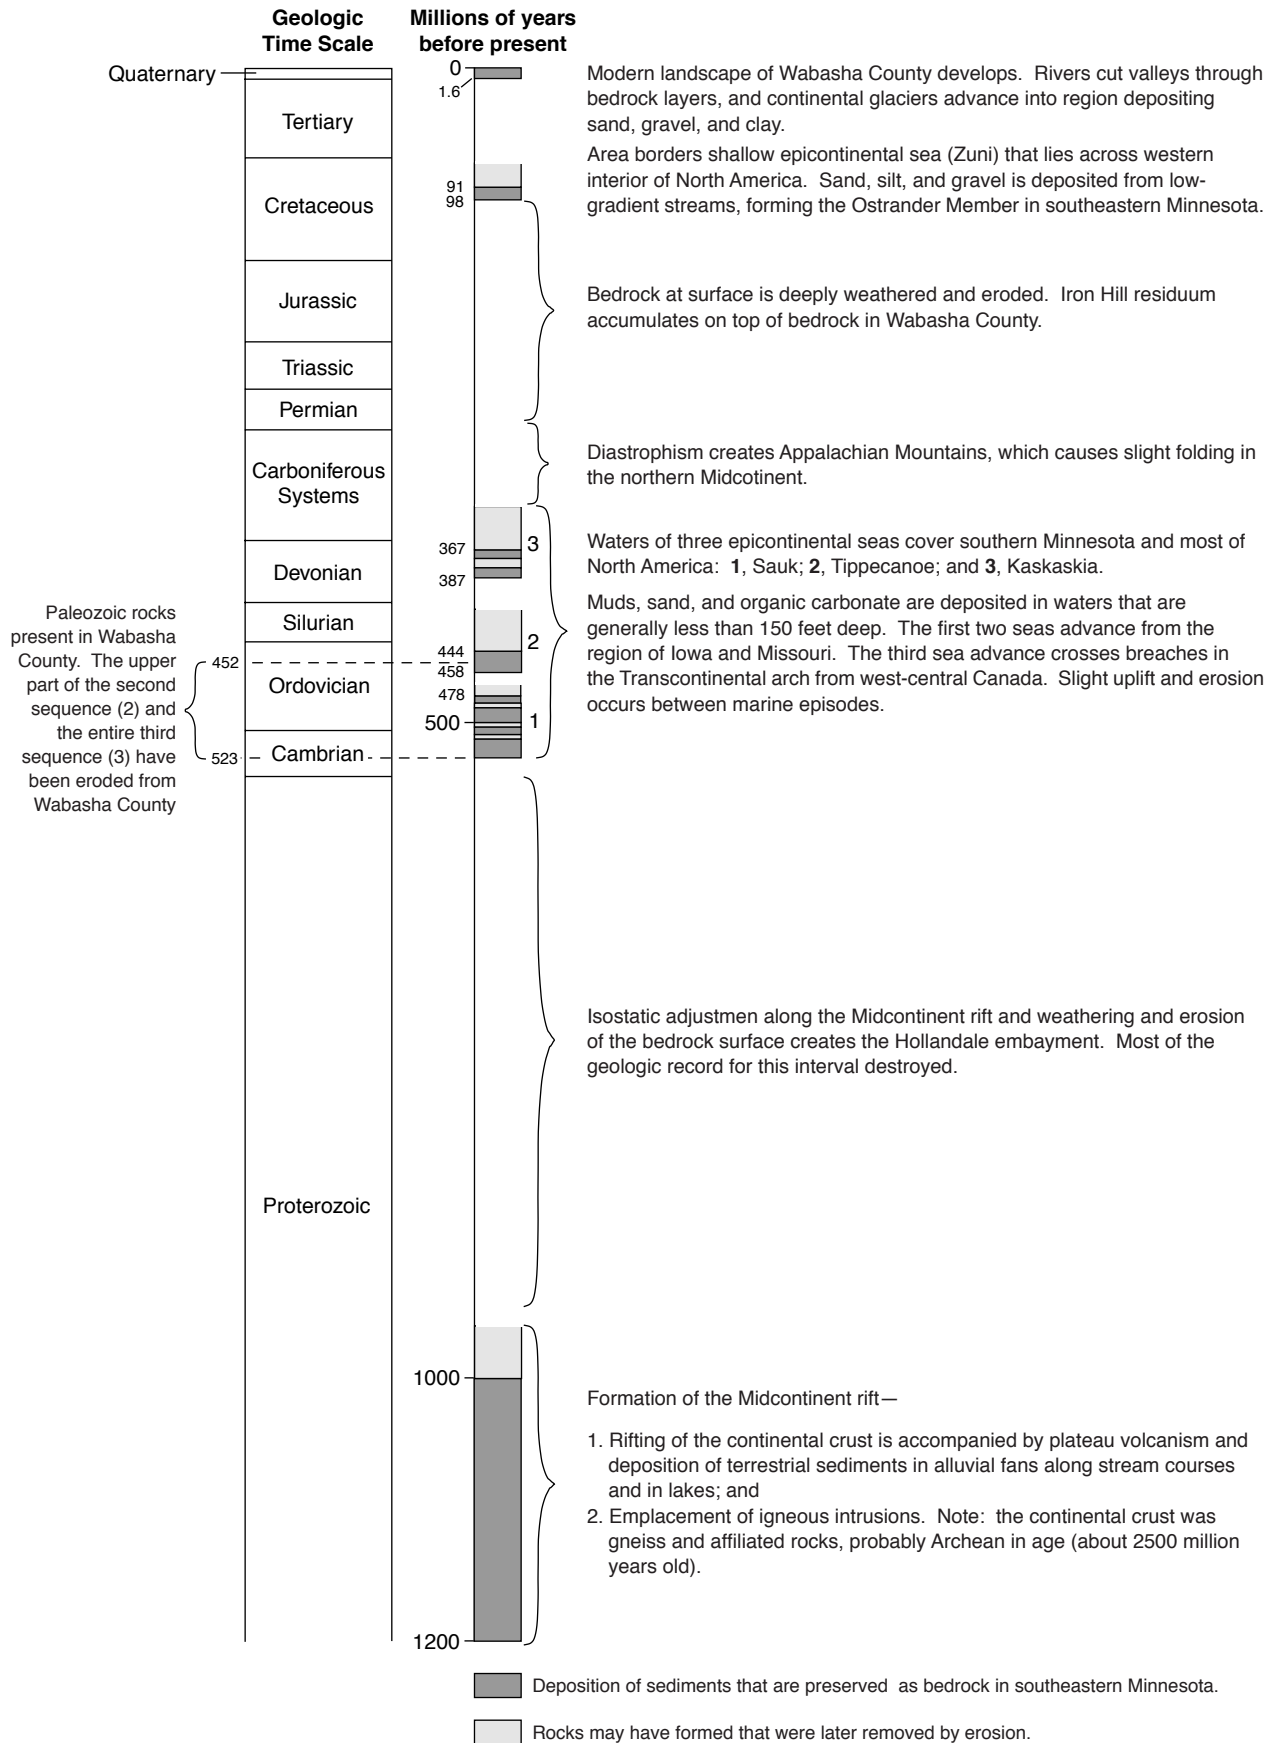 Geologic
Time Scale
Millions of years
before present
Quaternary
Tertiary
Cretaceous
Jurassic
Triassic
Permian
Carboniferous
Systems
Devonian
Silurian
Ordovician
Cambrian
Proterozoic
Paleozoic rocks
present in Wabasha
County. The upper
part of the second
sequence (2) and
the entire third
sequence (3) have
been eroded from
Wabasha County
452
523
0
1.6
91
98
367
387
444
458
478
500
1000
1200
3
2
1
Modern landscape of Wabasha County develops. Rivers cut valleys through
bedrock layers, and continental glaciers advance into region depositing
sand, gravel, and clay.
Area borders shallow epicontinental sea (Zuni) that lies across western
interior of North America. Sand, silt, and gravel is deposited from low-
gradient streams, forming the Ostrander Member in southeastern Minnesota.
Bedrock at surface is deeply weathered and eroded. Iron Hill residuum
accumulates on top of bedrock in Wabasha County.
Diastrophism creates Appalachian Mountains, which causes slight folding in
the northern Midcotinent.
Waters of three epicontinental seas cover southern Minnesota and most of
North America: 1, Sauk; 2, Tippecanoe; and 3, Kaskaskia.
Muds, sand, and organic carbonate are deposited in waters that are
generally less than 150 feet deep. The first two seas advance from the
region of Iowa and Missouri. The third sea advance crosses breaches in
the Transcontinental arch from west-central Canada. Slight uplift and erosion
occurs between marine episodes.
Isostatic adjustmen along the Midcontinent rift and weathering and erosion
of the bedrock surface creates the Hollandale embayment. Most of the
geologic record for this interval destroyed.
Formation of the Midcontinent rift—
1. Rifting of the continental crust is accompanied by plateau volcanism and
deposition of terrestrial sediments in alluvial fans along stream courses
and in lakes; and
2. Emplacement of igneous intrusions. Note: the continental crust was
gneiss and affiliated rocks, probably Archean in age (about 2500 million
years old).
Deposition of sediments that are preserved as bedrock in southeastern Minnesota.
Rocks may have formed that were later removed by erosion.